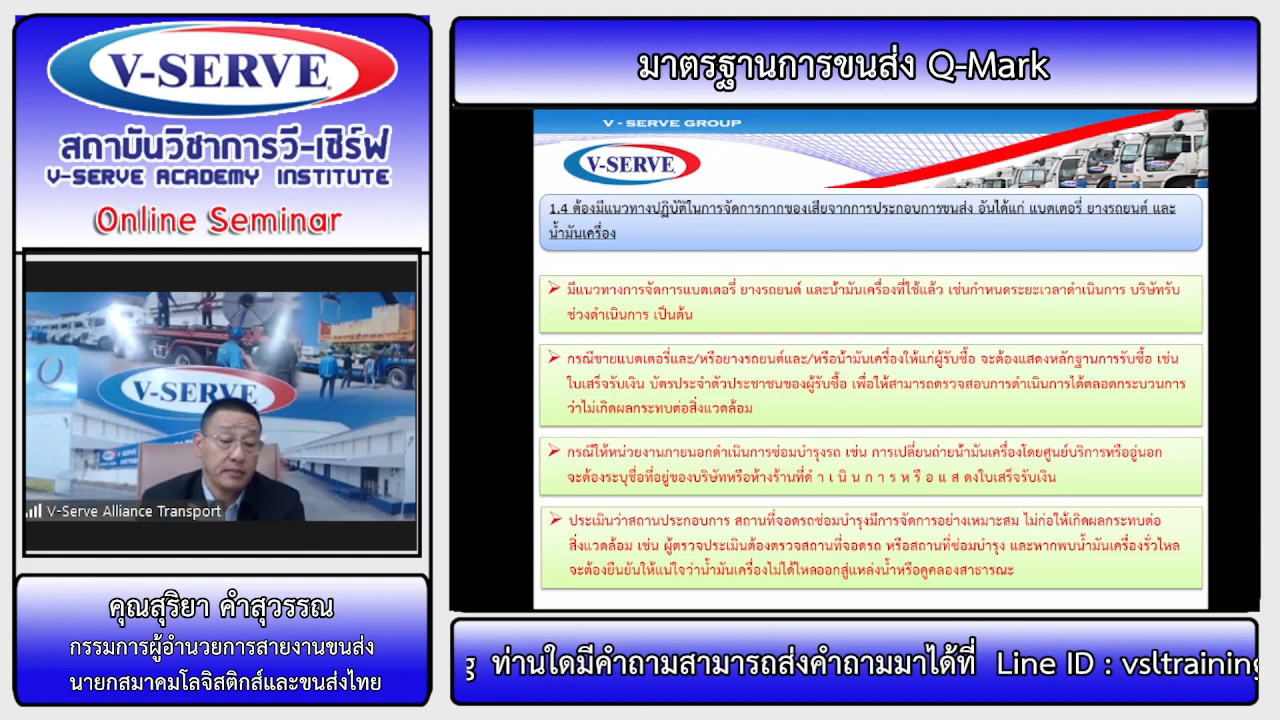 V-SERVE
สถาบันวิชาการวี-เซิร์ฟ
V-SERVE ACADEMY INSTITUTE
Online Seminar
V-SERVE
V-Serve Alliance Transport
คุณสุริยา คำสุวรรณ
กรรมการผู้อำนวยการสายงานขนส่ง
นายกสมาคมโลจิสติกส์และขนส่งไทย
มาตรฐานการขนส่ง Q-Mark
V - SERVE GROUP
V-SERVE
1.4 ต้องมีแนวทางปฏิบัติในการจัดการกากของเสียจากการประกอบการขนส่ง อันได้แก่ แบตเตอรี่ ยางรถยนต์ และ
น้ำมันเครื่อง
มีแนวทางการจัดการแบตเตอรี่ ยางรถยนต์ และน้ำมันเครื่องที่ใช้แล้ว เช่นกำหนดระยะเวลาดำเนินการ บริษัทรับ
ช่วงดำเนินการ เป็นต้น
กรณีขายแบตเตอรี่และ/หรือยางรถยนต์และ/หรือน้ำมันเครื่องให้แก่ผู้รับซื้อ จะต้องแสดงหลักฐานการรับซื้อ เช่น
ใบเสร็จรับเงิน บัตรประจำตัวประชาชนของผู้รับซื้อ เพื่อให้สามารถตรวจสอบการดำเนินการได้ตลอดกระบวนการ
ว่าไม่เกิดผลกระทบต่อสิ่งแวดล้อม
กรณีให้หน่วยงานภายนอกดำเนินการซ่อมบำรุงรถ เช่น การเปลี่ยนถ่ายน้ำมันเครื่องโดยศูนย์บริการหรืออู่นอก
จะต้องระบุชื่อที่อยู่ของบริษัทหรือห้างร้านที่ดำ า เ นิ น ก า ร ห รื อ แ ส ดงใบเสร็จรับเงิน
ประเมินว่าสถานประกอบการ สถานที่จอดรถซ่อมบำรุงมีการจัดการอย่างเหมาะสม ไม่ก่อให้เกิดผลกระทบต่อ
สิ่งแวดล้อม เช่น ผู้ตรวจประเมินต้องตรวจสถานที่จอดรถ หรือสถานที่ซ่อมบำรุง และหากพบน้ำมันเครื่องรั่วไหล
จะต้องยืนยันให้แน่ใจว่าน้ำมันเครื่องไม่ได้ไหลออกสู่แหล่งน้ำหรือคูคลองสาธารณะ
g ท่านใดมีคำถามสามารถส่งคำถามมาได้ที่ Line ID : vsltraining